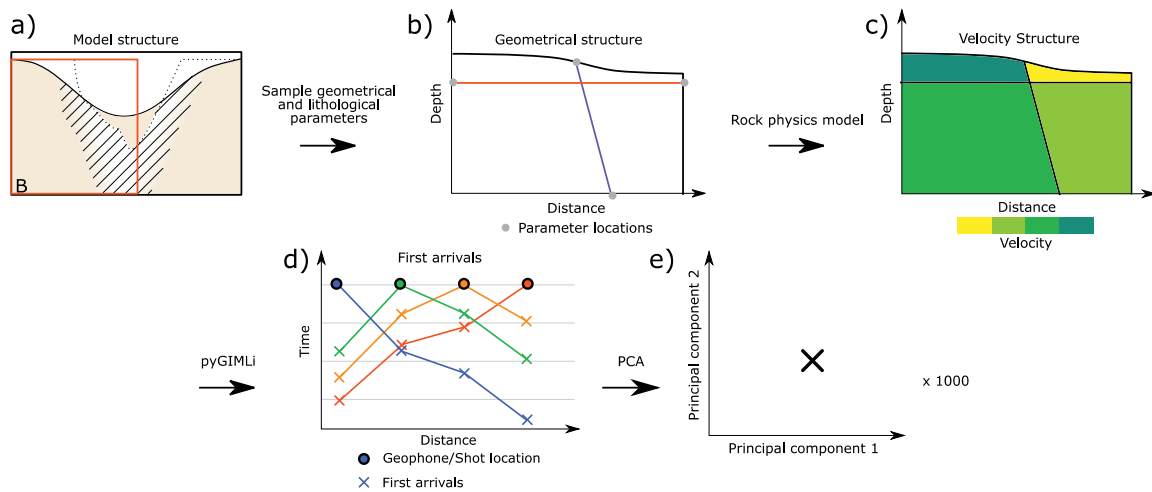 a)
Model structure
B
Sample geometrical
and lithological
parameters
b)
Geometrical structure
Depth
Distance
Parameter locations
Rock physics model
c)
Velocity Structure
Depth
Distance
Velocity
pyGIMLi
d)
First arrivals
Time
Distance
Geophone/Shot location
First arrivals
PCA
e)
Principal component 2
Principal component 1
x 1000